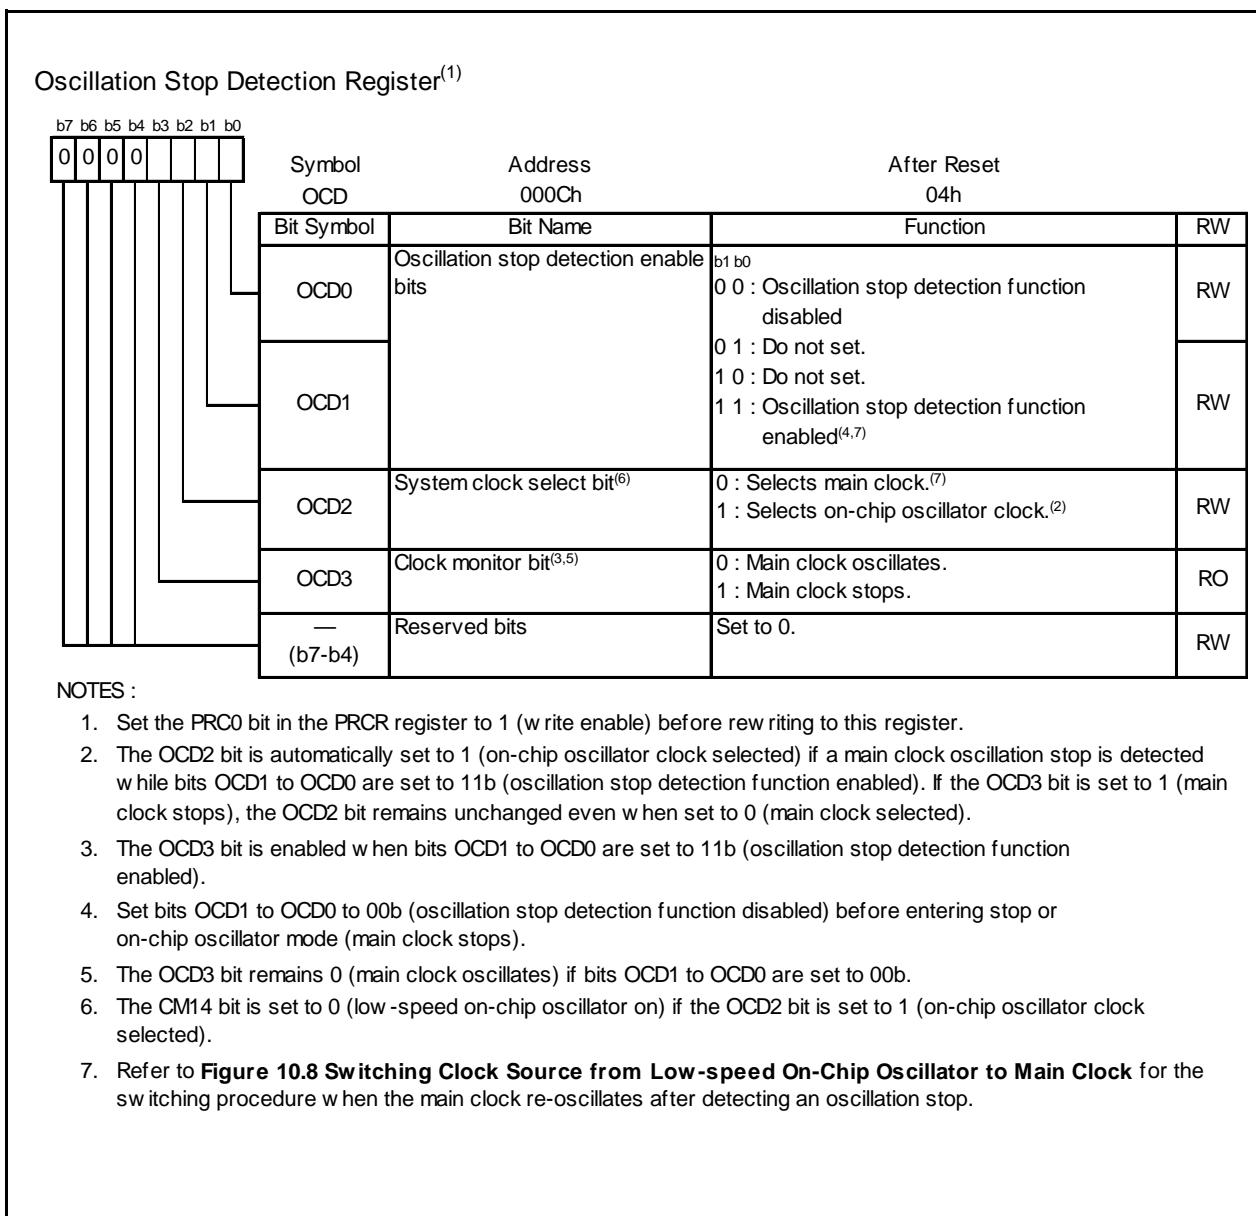 Oscillation Stop Detection Register(1)
b7 b6 b5 b4 b3 b2 b1 b0
0 0 0 0
Symbol Address After Reset
OCD 000Ch 04h
Bit Symbol Bit Name Function RW
OCD0 Oscillation stop detection enable bits b1 b0
0 0 : Oscillation stop detection function
disabled RW
0 1 : Do not set.
1 0 : Do not set.
OCD1 1 1 : Oscillation stop detection function
enabled(4,7) RW
OCD2 System clock select bit(6) 0 : Selects main clock.(7)
1 : Selects on-chip oscillator clock.(2) RW
OCD3 Clock monitor bit(3,5) 0 : Main clock oscillates.
1 : Main clock stops. RO
—
(b7-b4) Reserved bits Set to 0. RW
NOTES :
1. Set the PRC0 bit in the PRCR register to 1 (write enable) before rewriting to this register.
2. The OCD2 bit is automatically set to 1 (on-chip oscillator clock selected) if a main clock oscillation stop is detected
while bits OCD1 to OCD0 are set to 11b (oscillation stop detection function enabled). If the OCD3 bit is set to 1 (main
clock stops), the OCD2 bit remains unchanged even when set to 0 (main clock selected).
3. The OCD3 bit is enabled when bits OCD1 to OCD0 are set to 11b (oscillation stop detection function
enabled).
4. Set bits OCD1 to OCD0 to 00b (oscillation stop detection function disabled) before entering stop or
on-chip oscillator mode (main clock stops).
5. The OCD3 bit remains 0 (main clock oscillates) if bits OCD1 to OCD0 are set to 00b.
6. The CM14 bit is set to 0 (low-speed on-chip oscillator on) if the OCD2 bit is set to 1 (on-chip oscillator clock
selected).
7. Refer to Figure 10.8 Switching Clock Source from Low-speed On-Chip Oscillator to Main Clock for the
switching procedure when the main clock re-oscillates after detecting an oscillation stop.